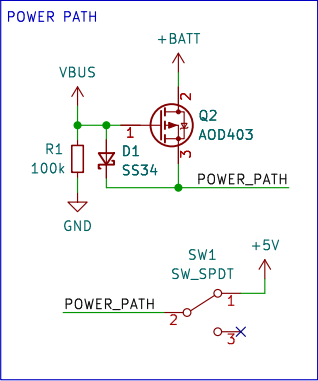 POWER PATH
+BATT
VBUS
2
Q2
1
AOD403
R1
D1
3
100k
SS34
POWER_PATH
GND
+5V
SW1
SW_SPDT
POWER_PATH
1
2
3